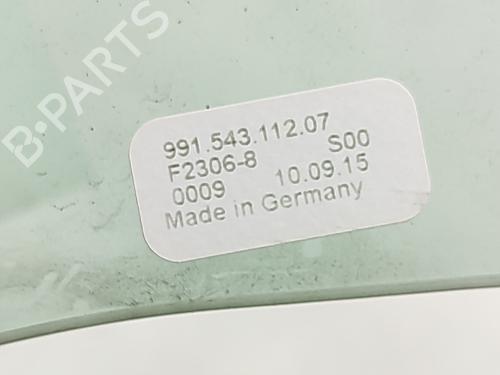 B-PARTS
991.543.112.07
F2306-8 S00
0009 10.09.15
Made in Germany